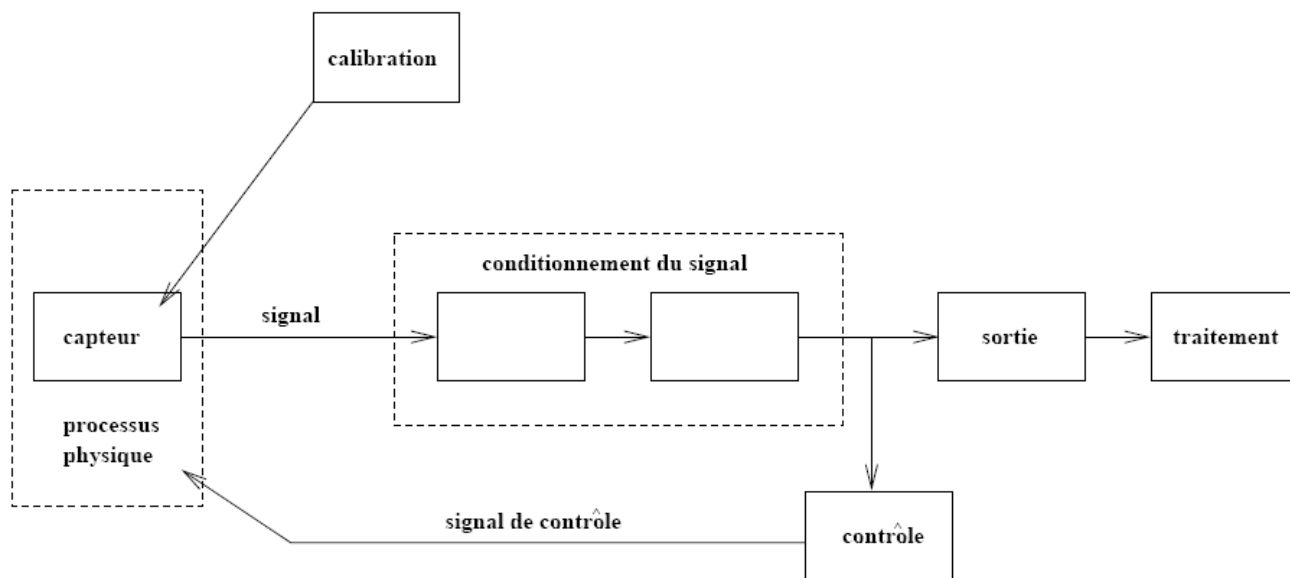 calibration
conditionnement du signal
signal
capteur
sortie
traitement
processus
physique
signal de contrôle
contrôle